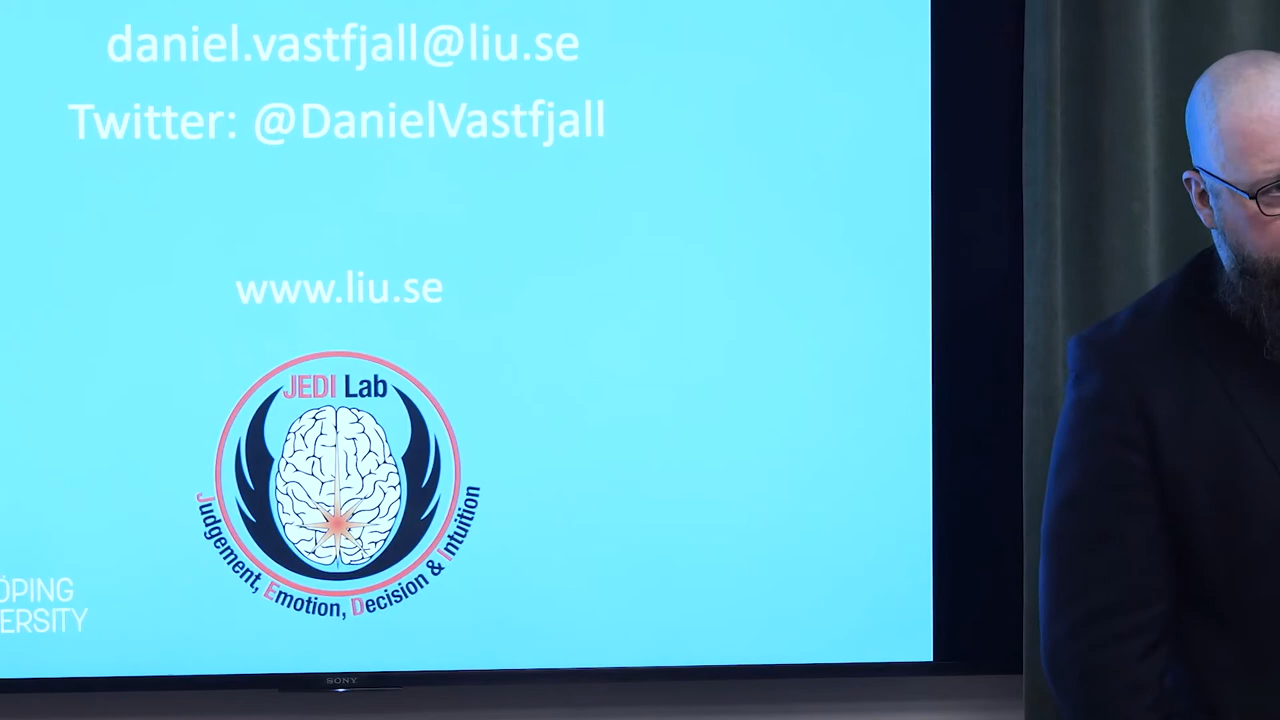 daniel.vastfjall@liu.se
Twitter: @DanielVastfjall
www.liu.se
JEDI Lab
Judgement, Emotion, Decision & Intuition
ÖPING
ERSITY
SONY